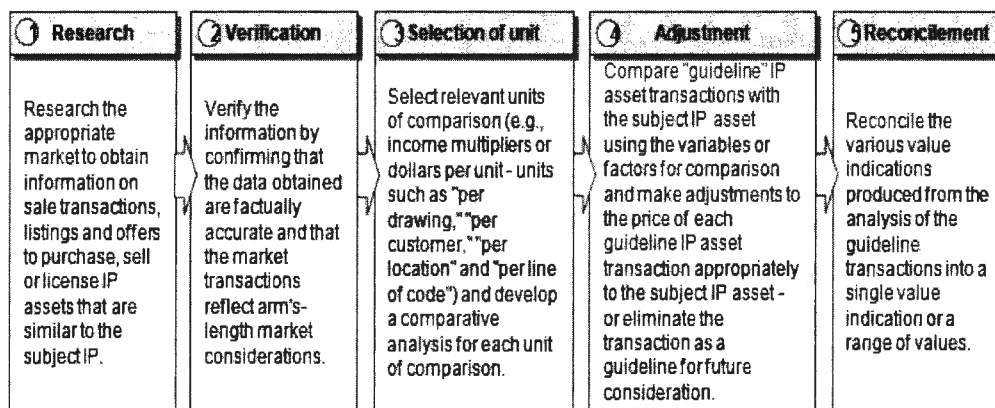 1 Research
Research the
appropriate
market to obtain
information on
sale transactions,
listings and offers
to purchase, sell
or license IP
assets that are
similar to the
subject IP.
2 Verification
Verify the
information by
confirming that
the data obtained
are factually
accurate and that
the market
transactions
reflect arm's-
length market
considerations.
3 Selection of unit
Select relevant units
of comparison (e.g.,
income multipliers or
dollars per unit - units
such as "per
drawing," "per
customer," "per
location" and "per line
of code") and develop
a comparative
analysis for each unit
of comparison.
4 Adjustment
Compare "guideline" IP
asset transactions with
the subject IP asset
using the variables or
factors for comparison
and make adjustments to
the price of each
guideline IP asset
transaction appropriately
to the subject IP asset -
or eliminate the
transaction as a
guideline for future
consideration.
5 Reconcilement
Reconcile the
various value
indications
produced from the
analysis of the
guideline
transactions into a
single value
indication or a
range of values.